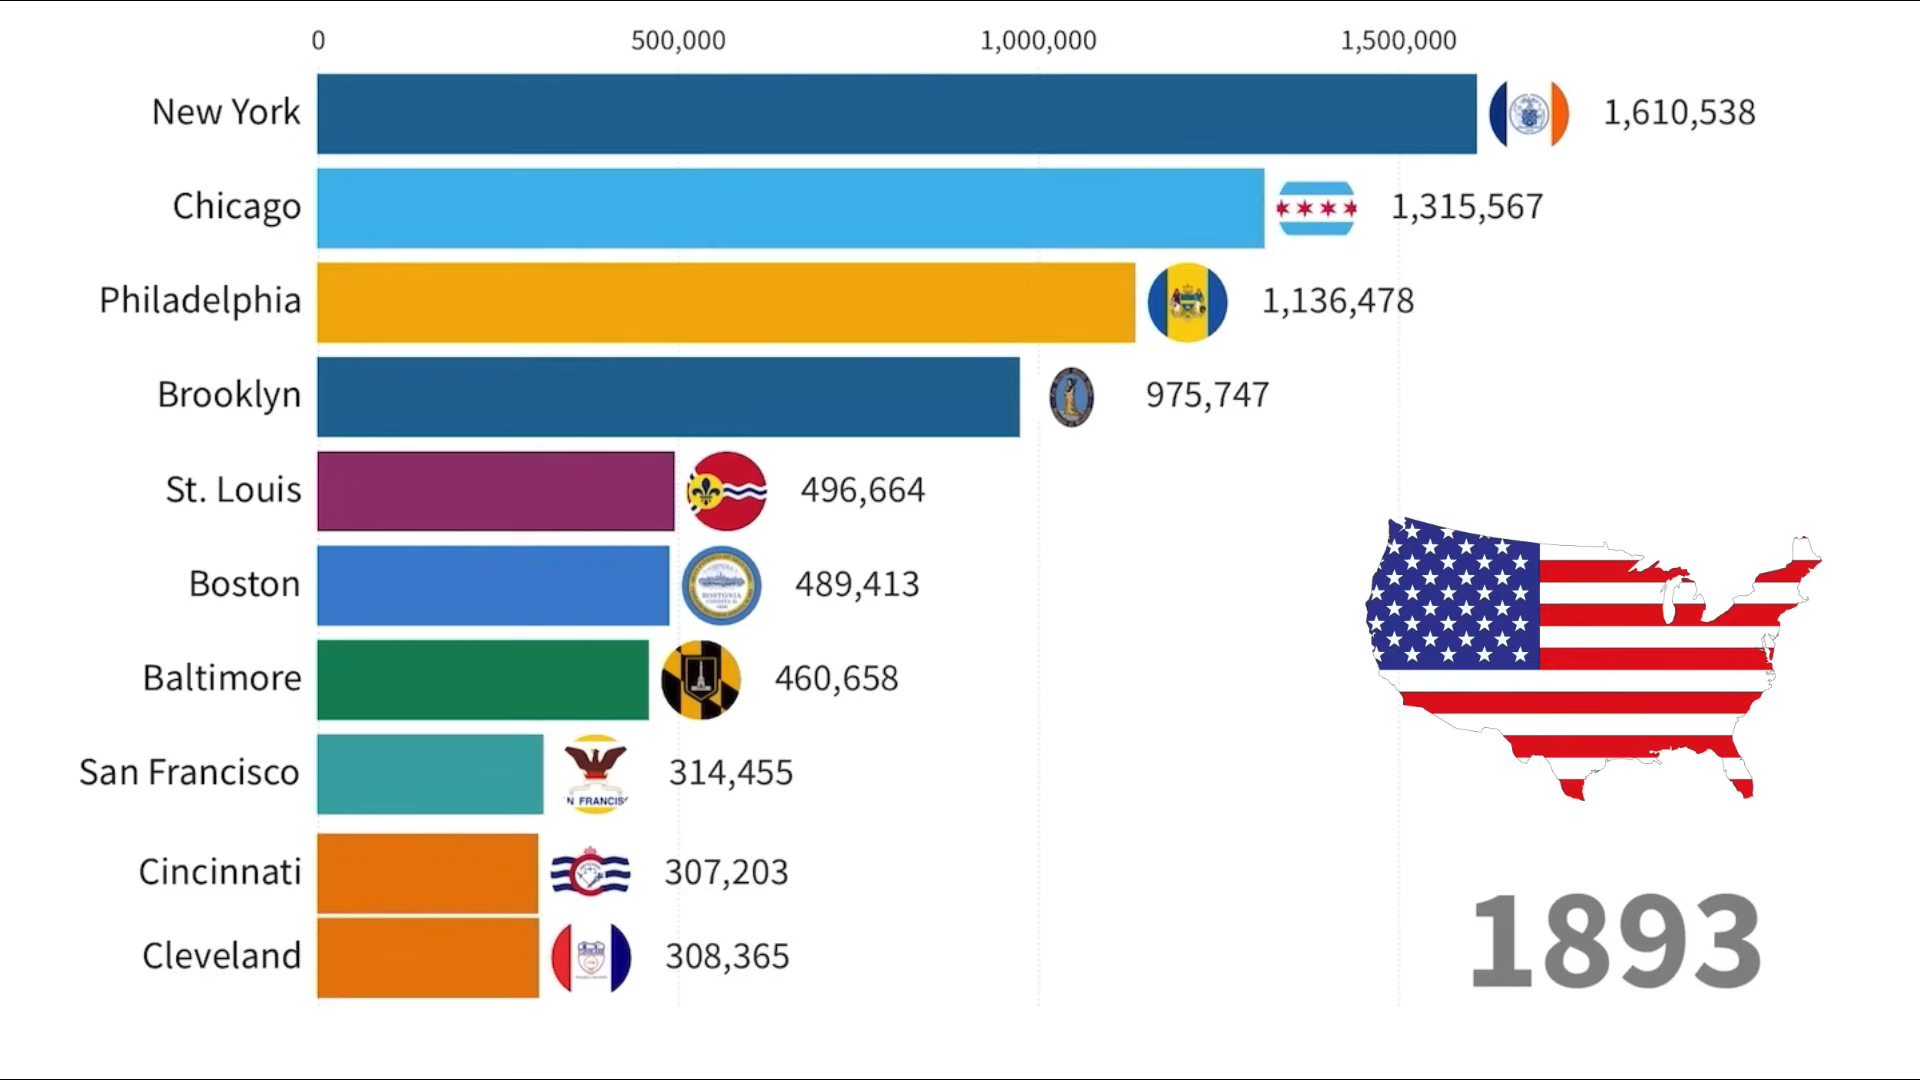 0 500,000 1,000,000 1,500,000
New York 1,610,538
Chicago 1,315,567
Philadelphia 1,136,478
Brooklyn 975,747
St. Louis 496,664
Boston BOSTONIA 489,413
Baltimore 460,658
San Francisco N FRANCIS 314,455
Cincinnati 307,203
Cleveland 308,365
1893